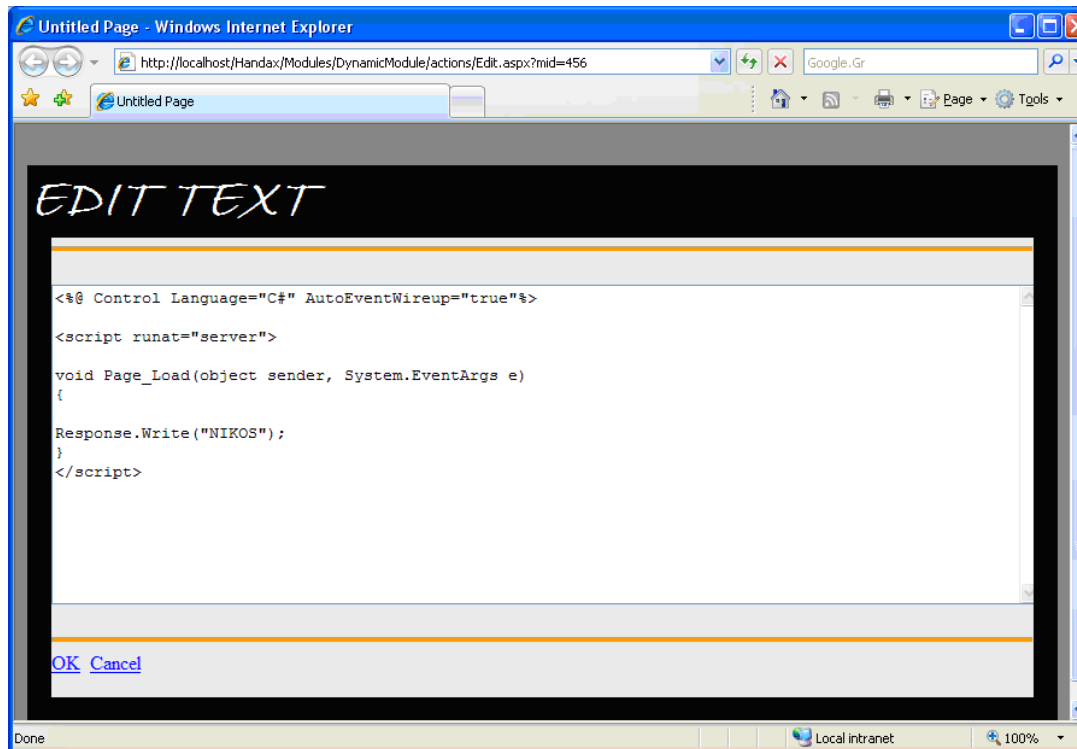 Untitled Page - Windows Internet Explorer
http://localhost/Handax/Modules/DynamicModule/actions/Edit.aspx?mid=456
Google.Gr
Untitled Page
Page
Tools
EDIT TEXT
<%@ Control Language="C#" AutoEventWireup="true"%>
<script runat="server">
void Page_Load(object sender, System.EventArgs e)
{
Response.Write("NIKOS");
}
</script>
OK Cancel
Done
Local intranet
100%